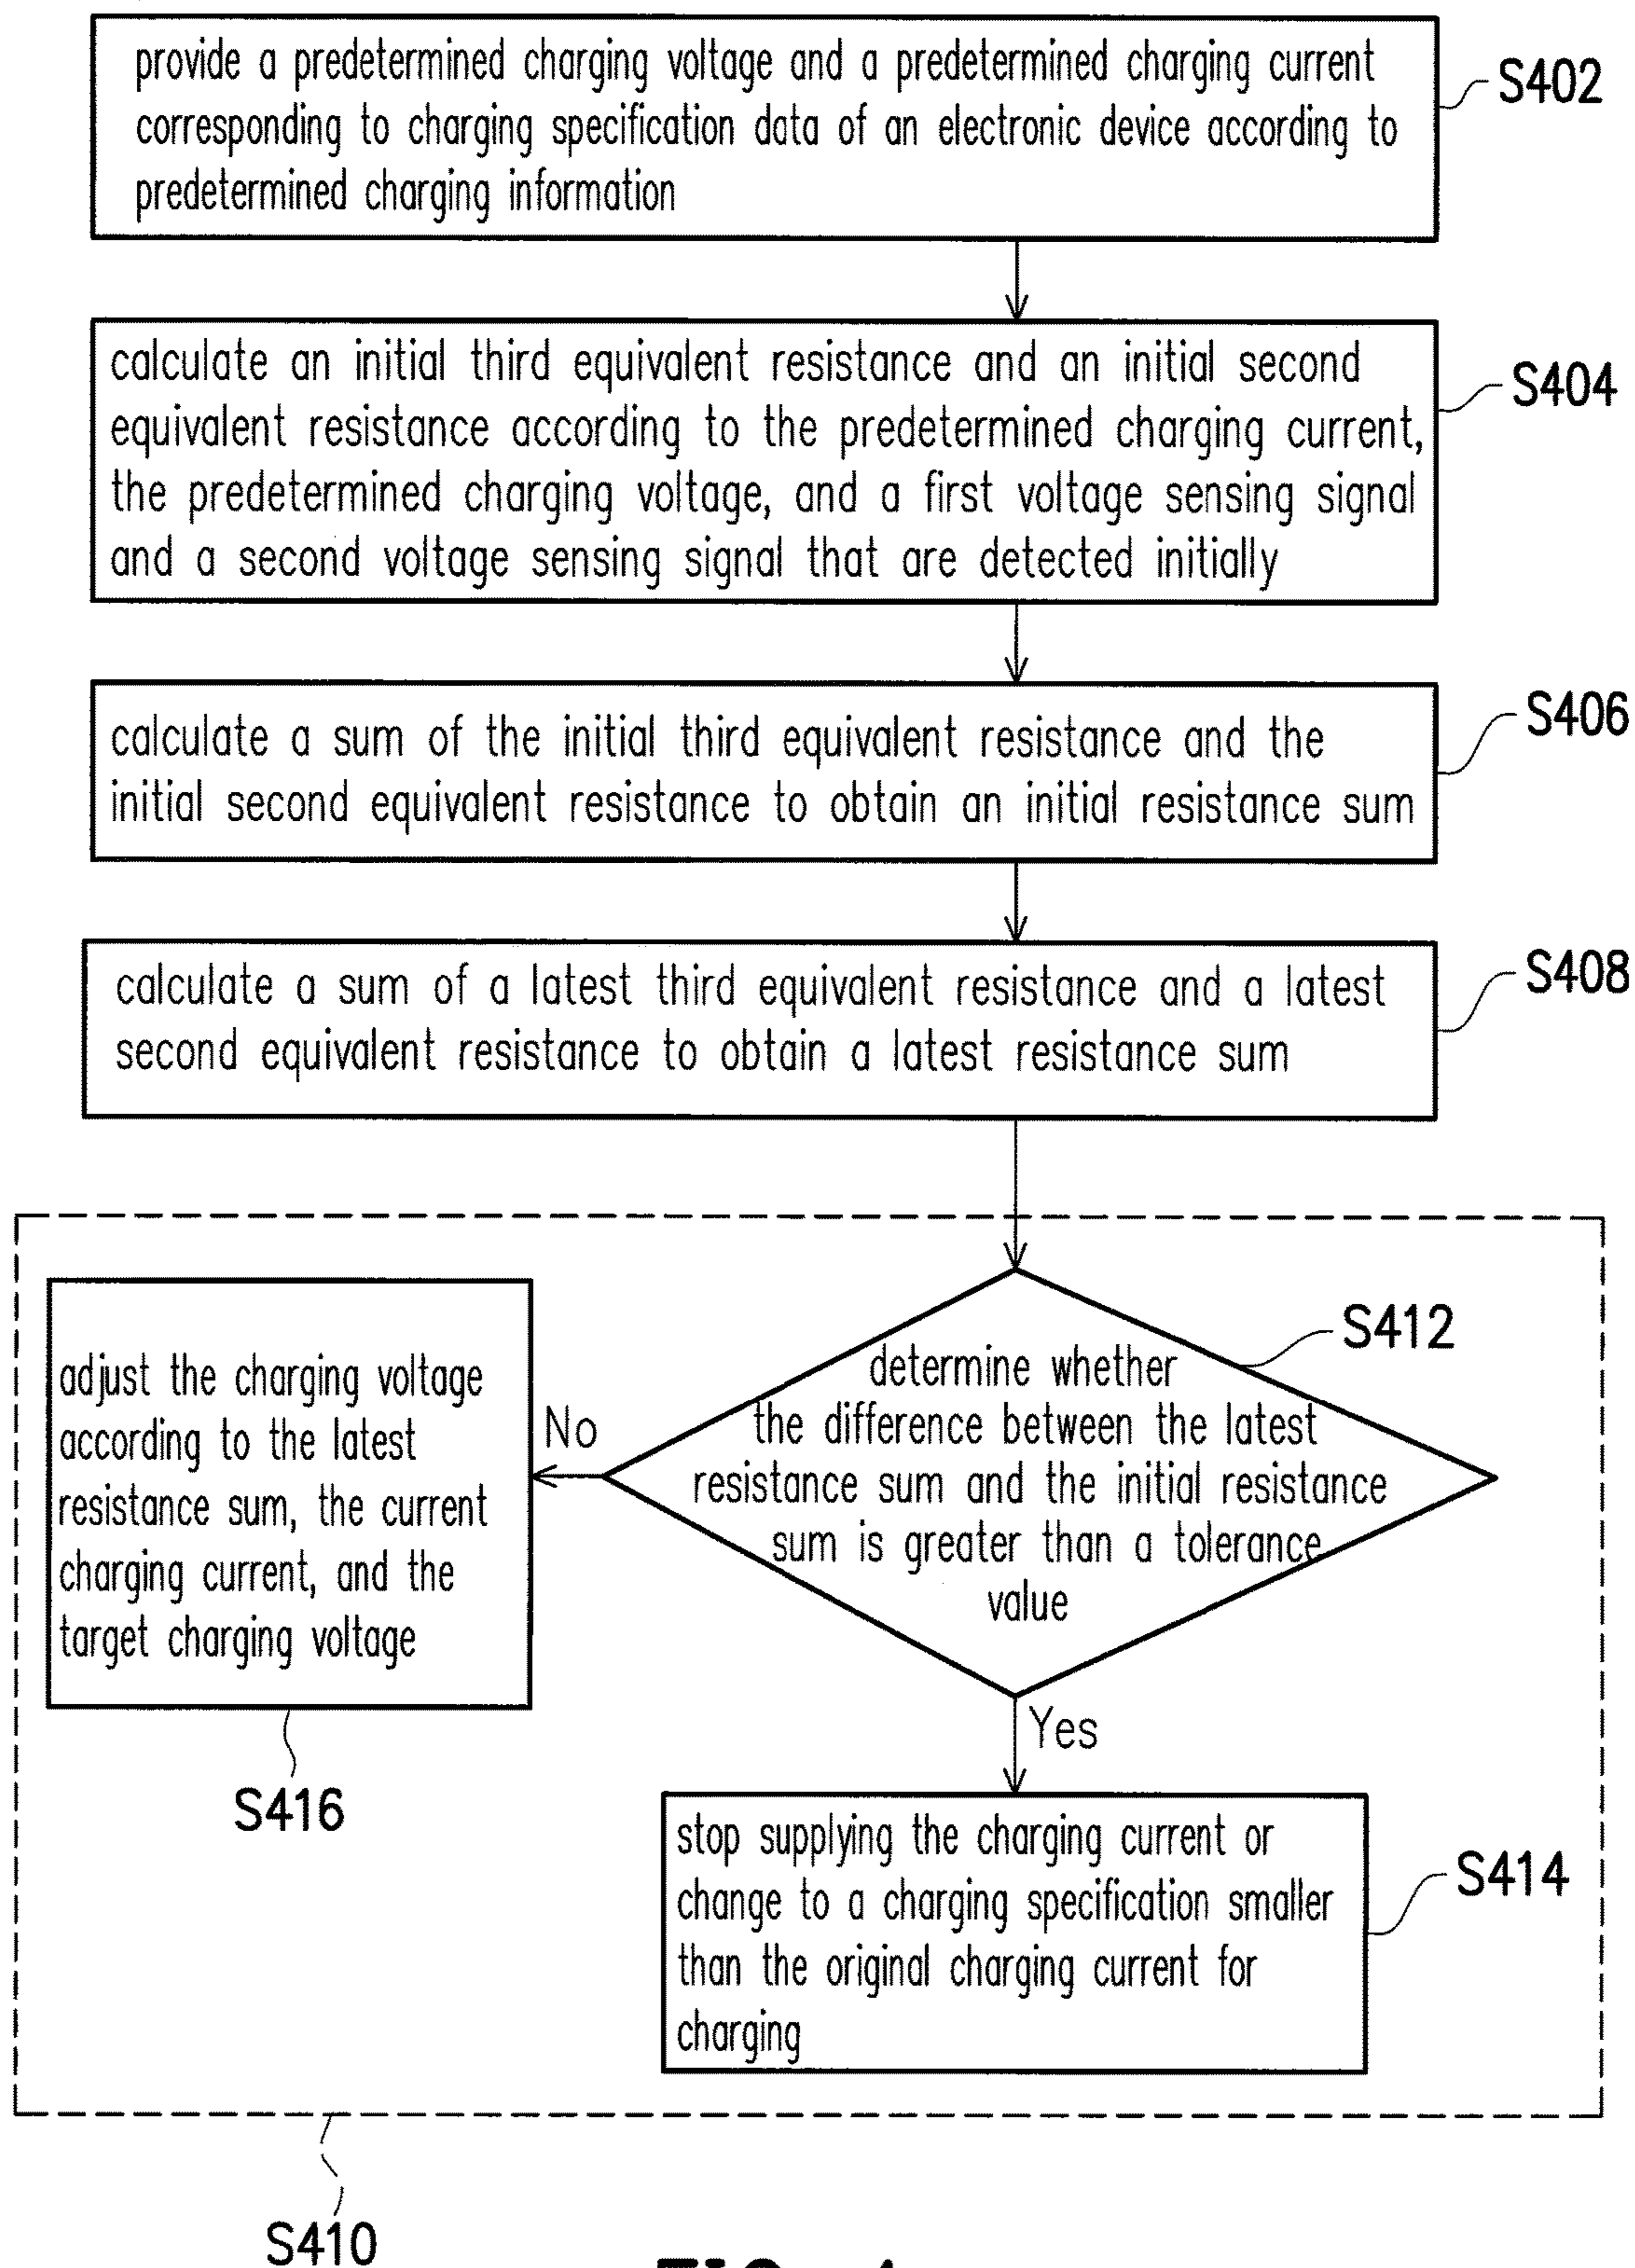 provide a predetermined charging voltage and a predetermined charging current
corresponding to charging specification data of an electronic device according to
predetermined charging information
S402
calculate an initial third equivalent resistance and an initial second
equivalent resistance according to the predetermined charging current,
the predetermined charging voltage, and a first voltage sensing signal
and a second voltage sensing signal that are detected initially
S404
calculate a sum of the initial third equivalent resistance and the
initial second equivalent resistance to obtain an initial resistance sum
S406
calculate a sum of a latest third equivalent resistance and a latest
second equivalent resistance to obtain a latest resistance sum
S408
determine whether
the difference between the latest
resistance sum and the initial resistance
sum is greater than a tolerance
value
S412
No
adjust the charging voltage
according to the latest
resistance sum, the current
charging current, and the
target charging voltage
S416
Yes
stop supplying the charging current or
change to a charging specification smaller
than the original charging current for
charging
S414
S410